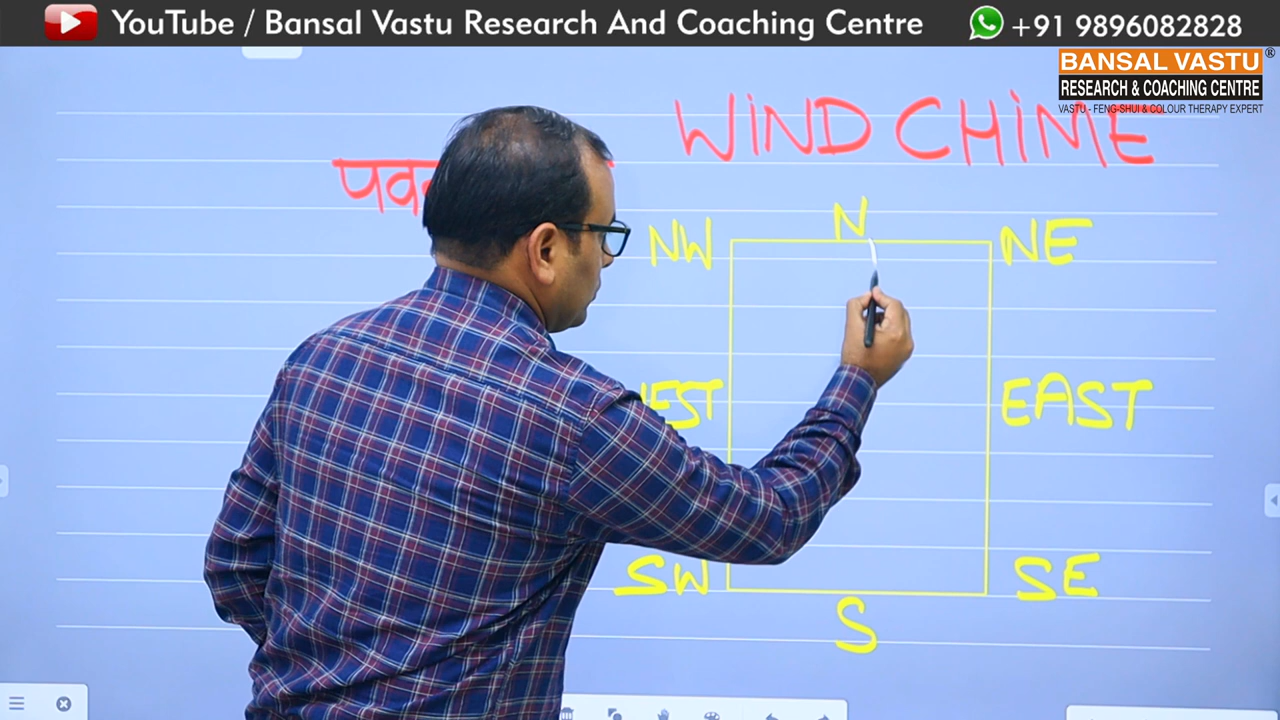 YouTube / Bansal Vastu Research And Coaching Centre +91 9896082828
BANSAL VASTU ®
RESEARCH & COACHING CENTRE
VASTU - FENG-SHUI & COLOUR THERAPY EXPERT
WiND CHiME
N
NW NE
EAST
SW SE
S